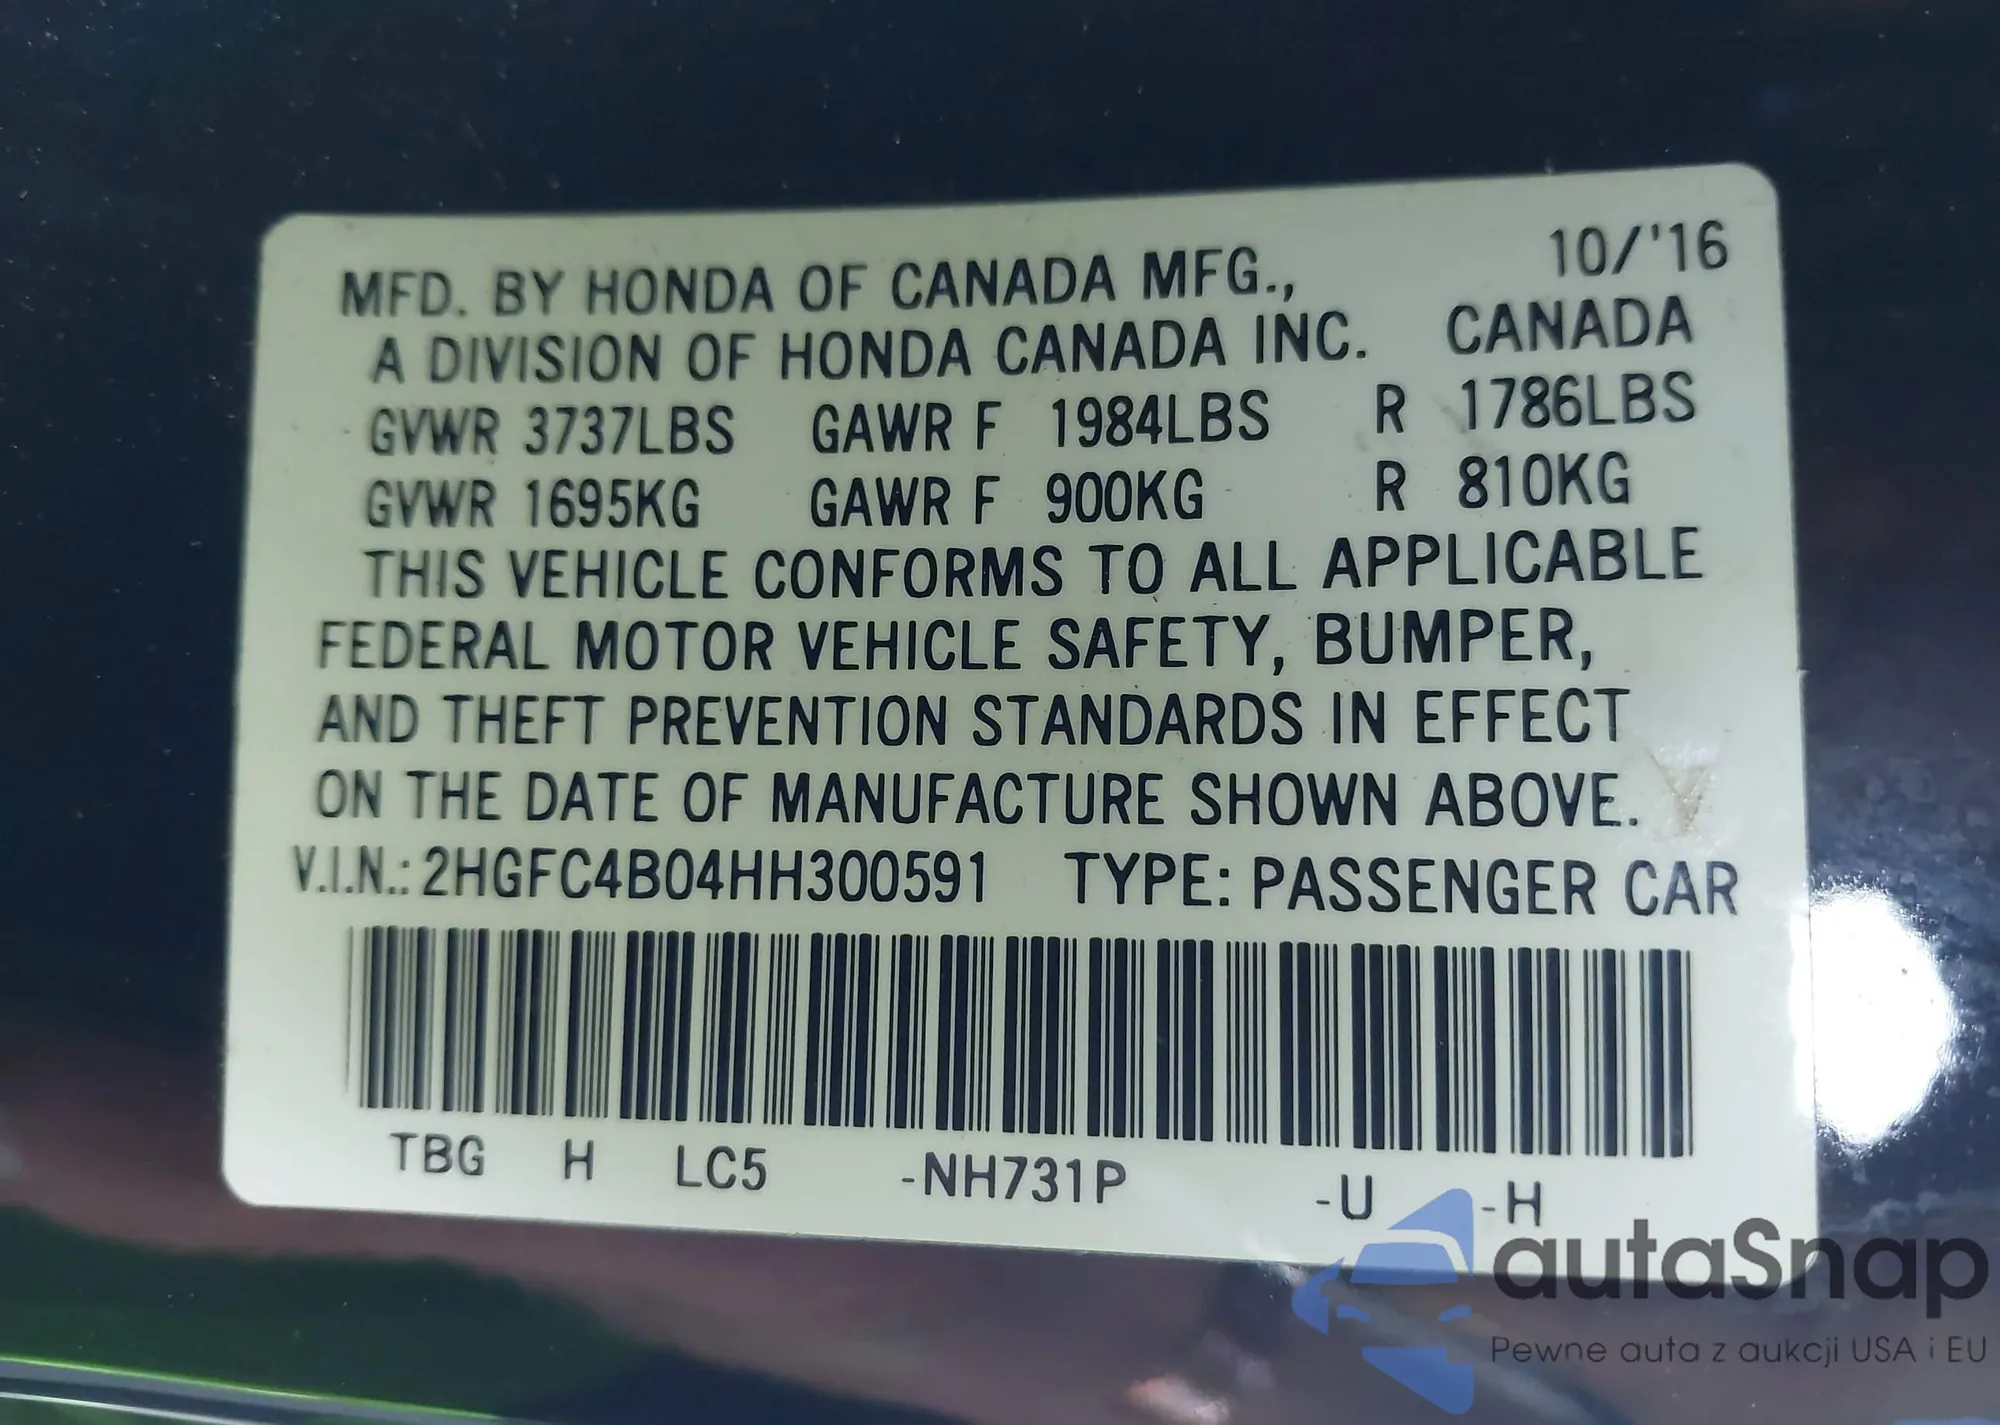 MFD. BY HONDA OF CANADA MFG., 10/'16
A DIVISION OF HONDA CANADA INC. CANADA
GVWR 3737LBS GAWR F 1984LBS R 1786LBS
GVWR 1695KG GAWR F 900KG R 810KG
THIS VEHICLE CONFORMS TO ALL APPLICABLE
FEDERAL MOTOR VEHICLE SAFETY, BUMPER,
AND THEFT PREVENTION STANDARDS IN EFFECT
ON THE DATE OF MANUFACTURE SHOWN ABOVE.
V.I.N.: 2HGFC4B04HH300591 TYPE: PASSENGER CAR
TBG H LC5 -NH731P -U -H
autaSnap
Pewne auta z aukcji USA i EU